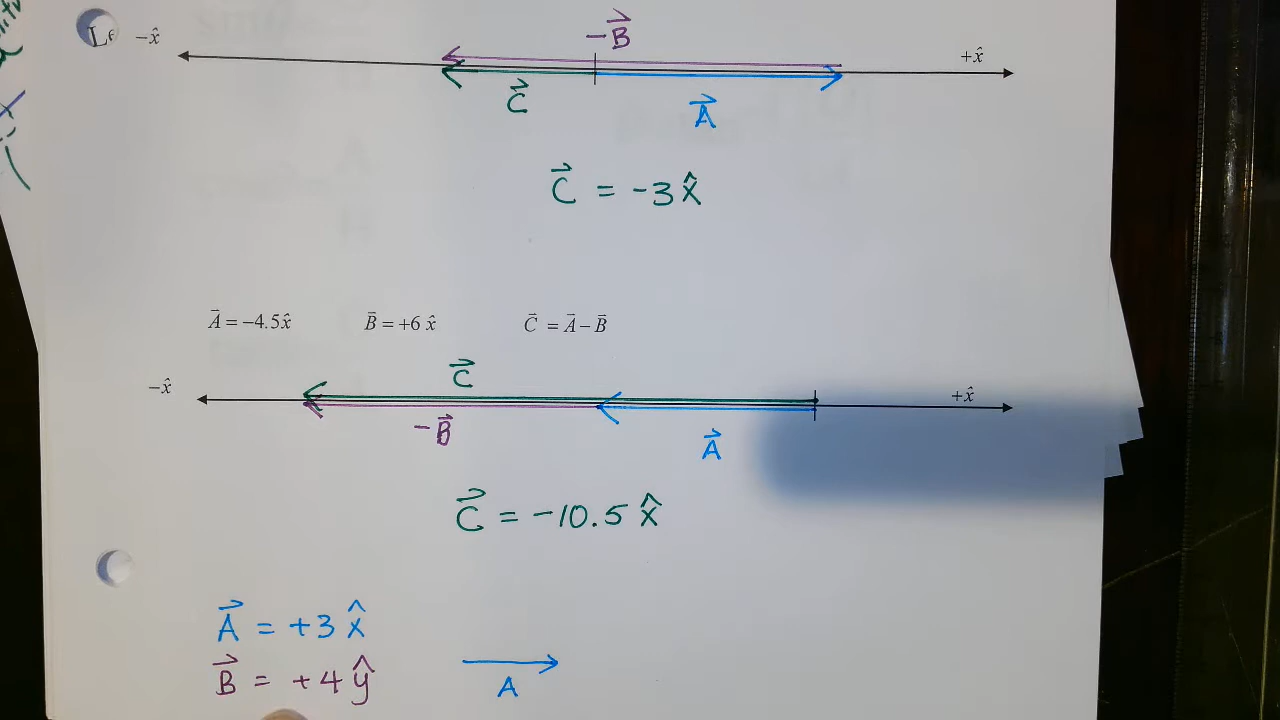 -x̂
-B⃗
+x̂
C⃗
A⃗
C⃗ = -3 x̂
A⃗ = -4.5x̂ B⃗ = +6 x̂ C⃗ = A⃗ - B⃗
C⃗
-x̂
+x̂
-B⃗
A⃗
C⃗ = -10.5 x̂
A⃗ = +3 x̂
B⃗ = +4 ŷ
A